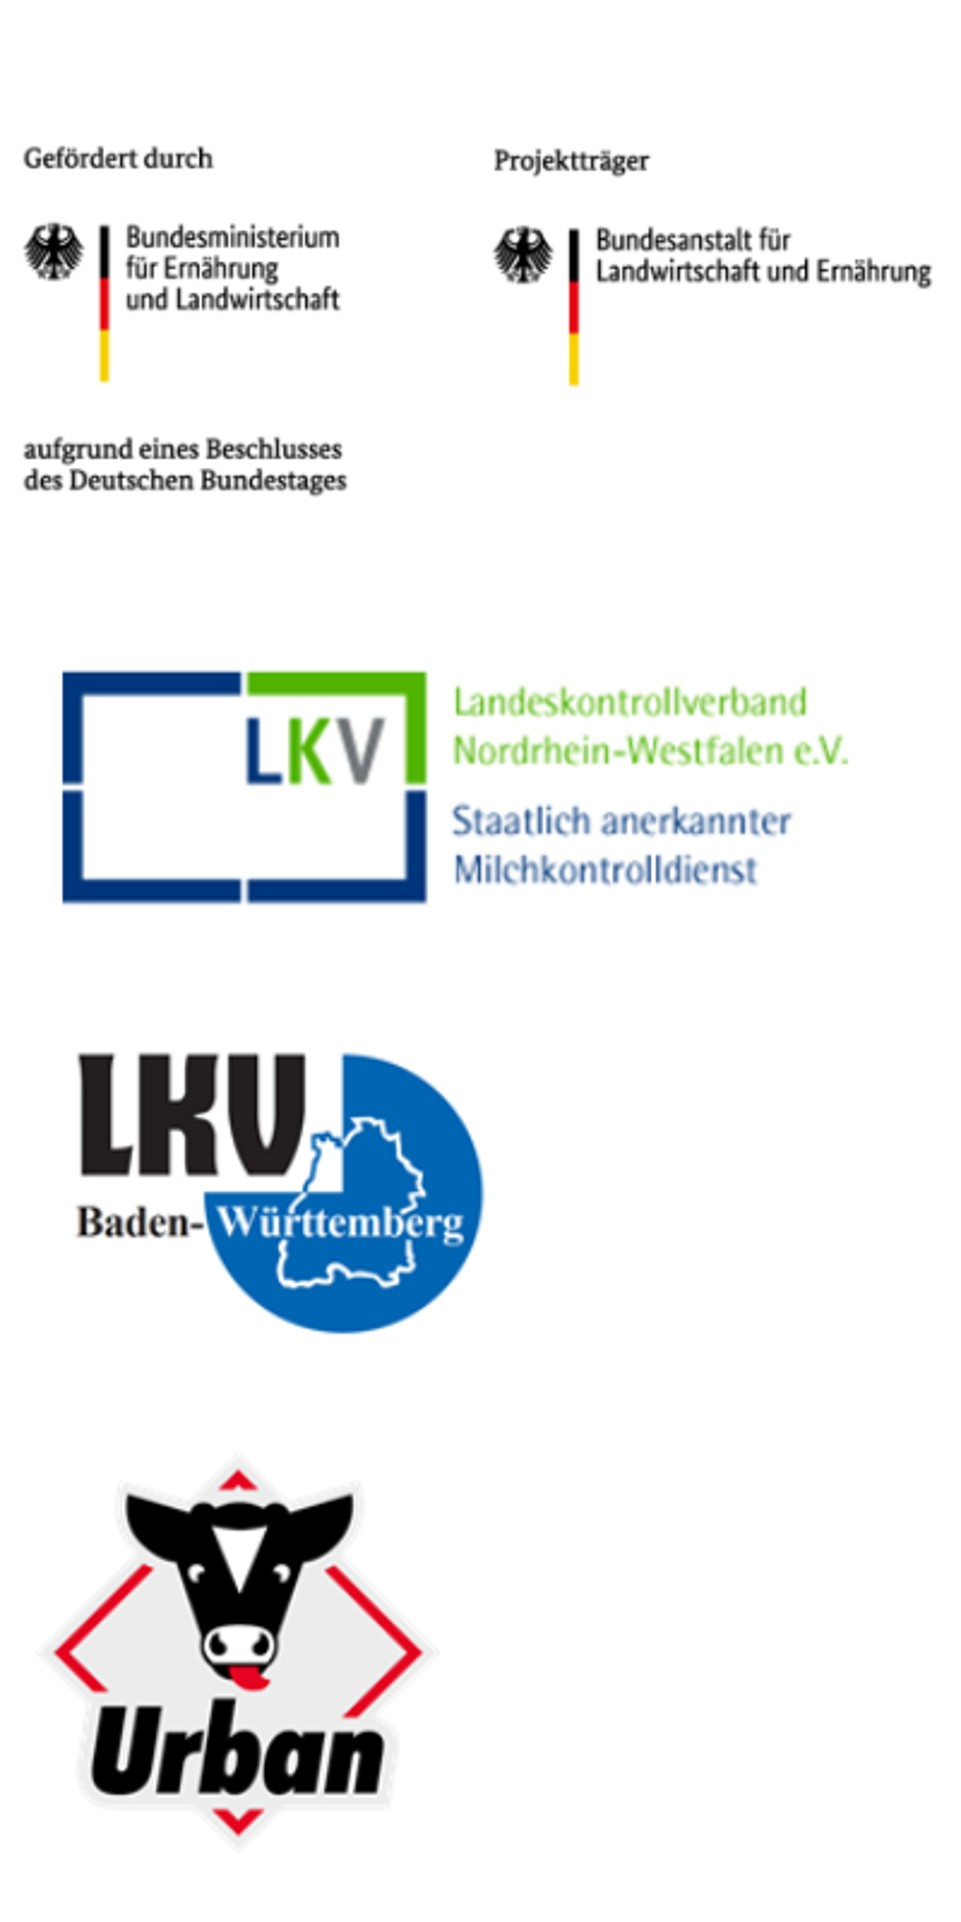 Gefördert durch
Bundesministerium
für Ernährung
und Landwirtschaft
aufgrund eines Beschlusses
des Deutschen Bundestages
Projektträger
Bundesanstalt für
Landwirtschaft und Ernährung
LKV
Landeskontrollverband
Nordrhein-Westfalen e.V.
Staatlich anerkannter
Milchkontrolldienst
LKV
Baden-Württemberg
Urban